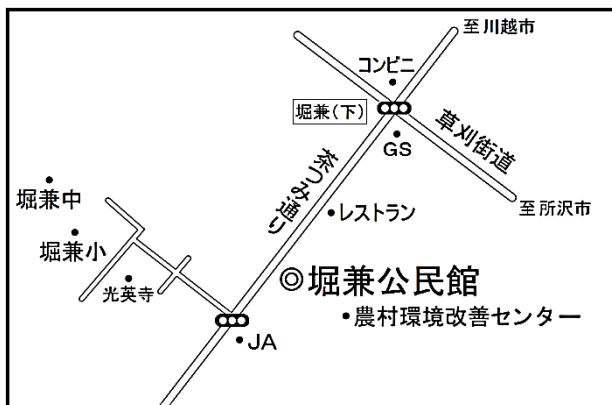 至川越市
コンビニ
堀兼(下)
GS
草刈街道
茶つみ通り
至所沢市
堀兼中
レストラン
堀兼小
光英寺
◎堀兼公民館
農村環境改善センター
JA